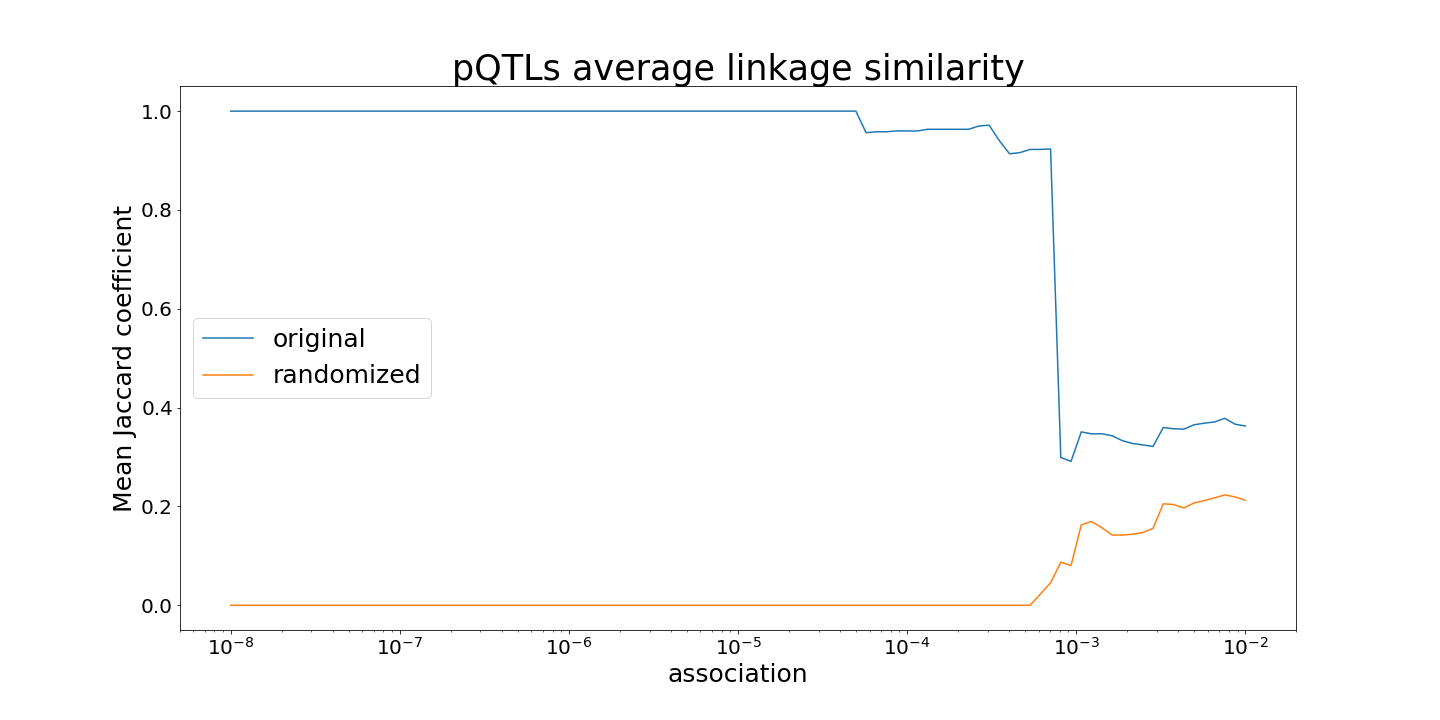 pQTLs average linkage similarity
Mean Jaccard coefficient
1.0
0.8
0.6
0.4
0.2
0.0
original
randomized
10⁻⁸ 10⁻⁷ 10⁻⁶ 10⁻⁵ 10⁻⁴ 10⁻³ 10⁻²
association